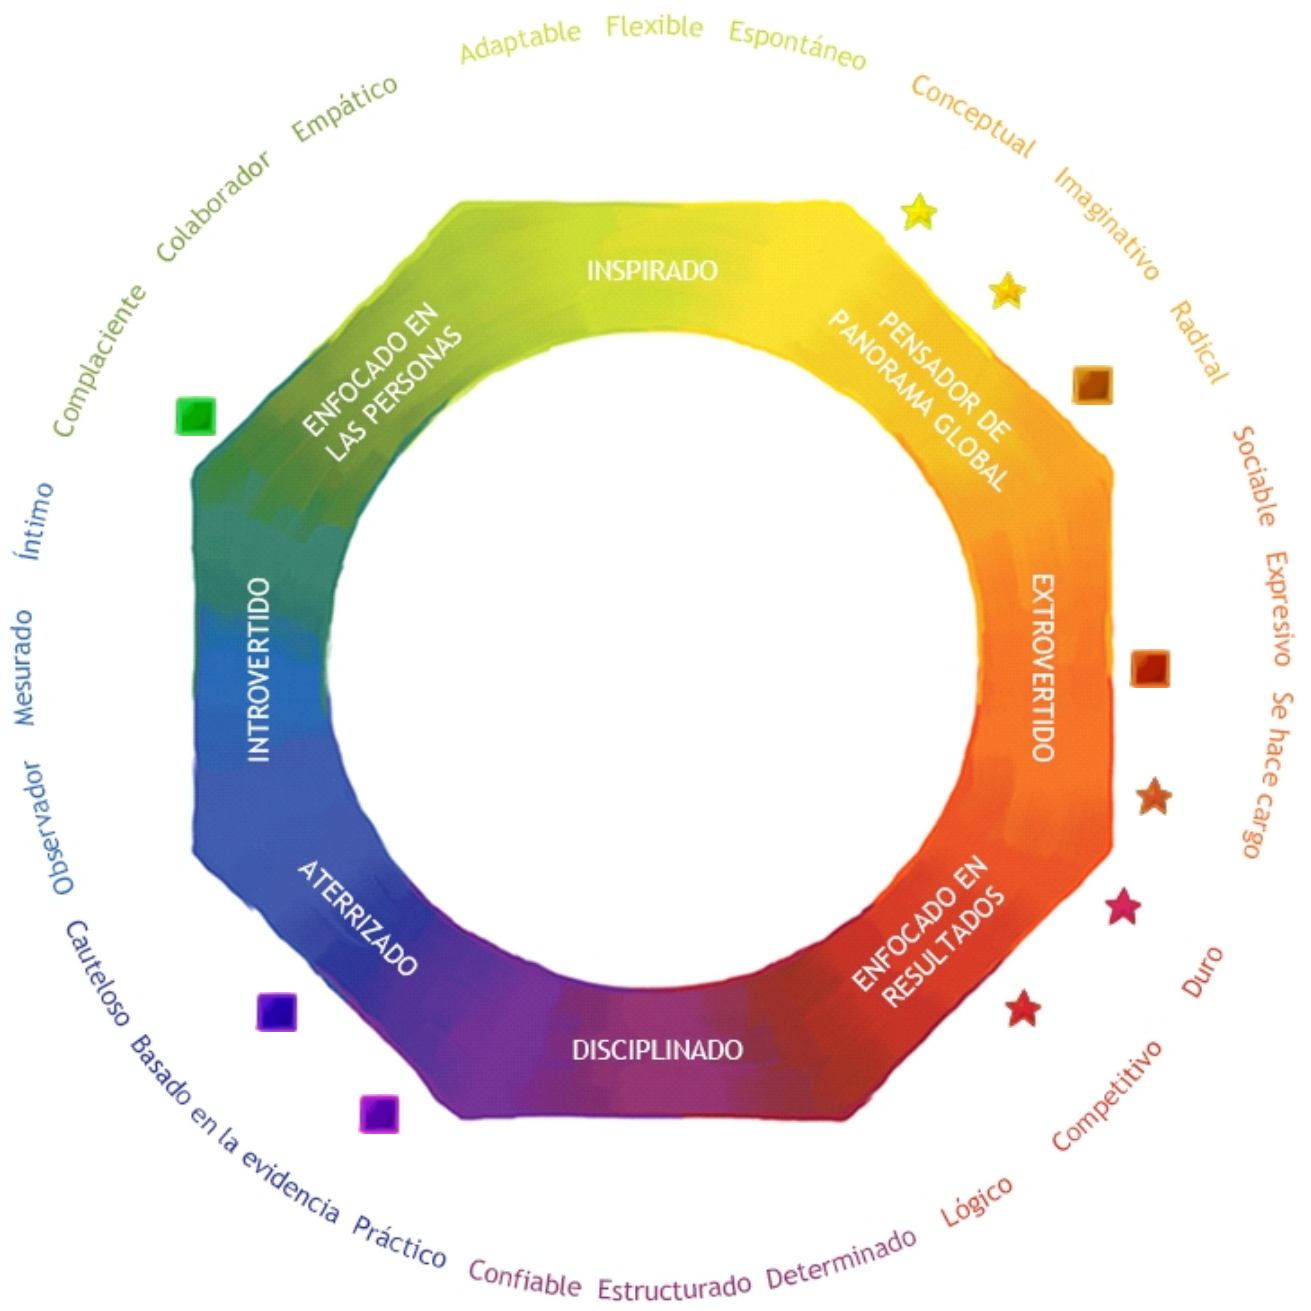 Adaptable
Flexible
Espontáneo
Conceptual
Imaginativo
Radical
Sociable
Expresivo
Se hace cargo
Duro
Competitivo
Lógico
Determinado
Estructurado
Confiable
Práctico
Basado en la evidencia
Cauteloso
Observador
Mesurado
Íntimo
Complaciente
Colaborador
Empático
INSPIRADO
PENSADOR DE
PANORAMA GLOBAL
EXTROVERTIDO
ENFOCADO EN
RESULTADOS
DISCIPLINADO
ATERRIZADO
INTROVERTIDO
ENFOCADO EN
LAS PERSONAS